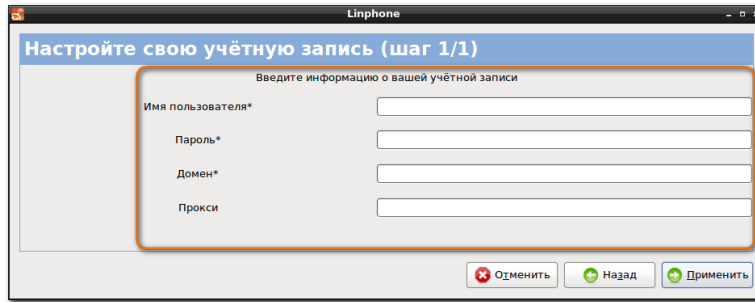 Linphone
Настройте свою учётную запись (шаг 1/1)
Введите информацию о вашей учётной записи
Имя пользователя*
Пароль*
Домен*
Прокси
Отменить
Назад
Применить